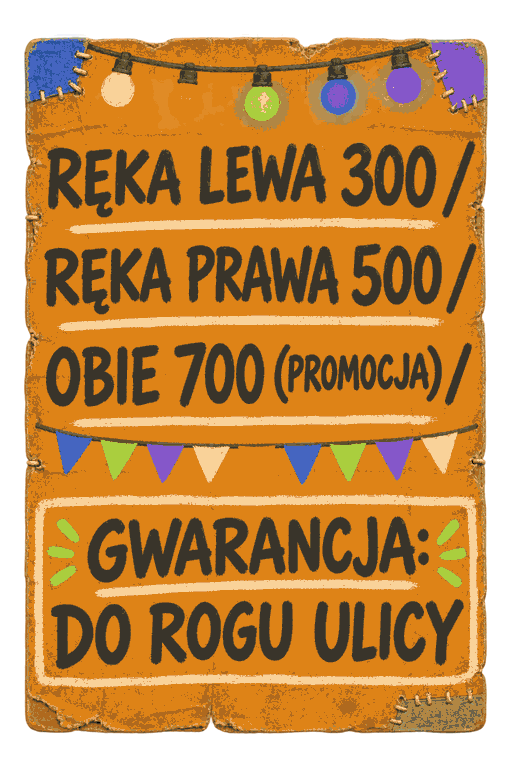 RĘKA LEWA 300/
RĘKA PRAWA 500/
OBIE 700 (PROMOCJA)/
GWARANCJA:
DO ROGU ULICY